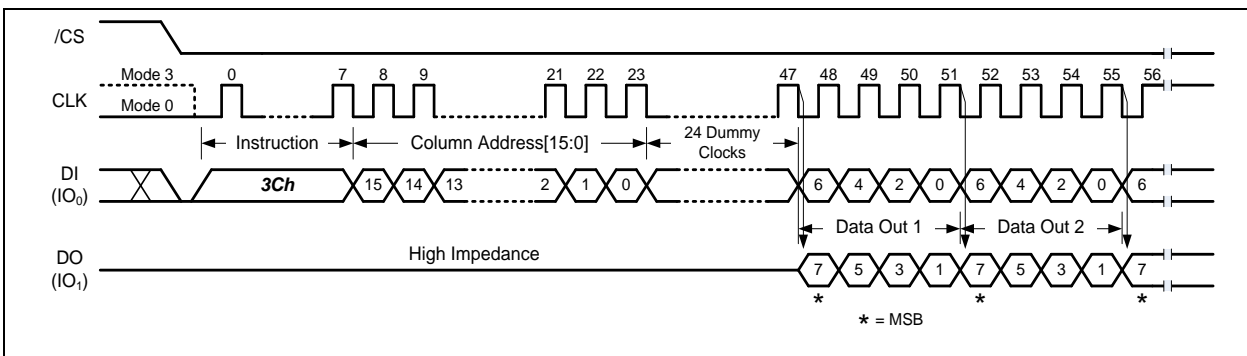 /CS
Mode 3 0 7 8 9 21 22 23 47 48 49 50 51 52 53 54 55 56
CLK
Mode 0
Instruction Column Address[15:0] 24 Dummy
Clocks
DI
(IO0)
3Ch 15 14 13 2 1 0 6 4 2 0 6 4 2 0 6
Data Out 1 Data Out 2
DO
(IO1)
High Impedance
7 5 3 1 7 5 3 1 7
* * *
* = MSB